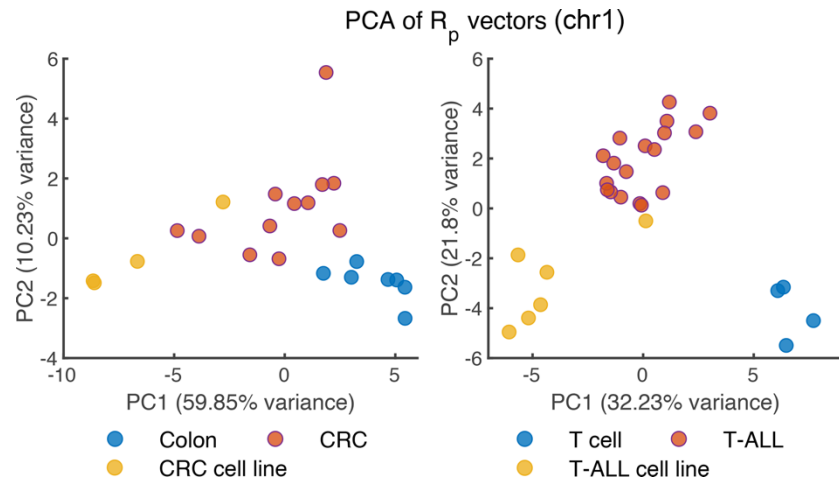 PCA of Rp vectors (chr1)
6
4
2
0
-2
-4
-10
-5
0
5
PC2 (10.23% variance)
PC1 (59.85% variance)
Colon
CRC
CRC cell line
6
4
2
0
-2
-4
-6
-5
0
5
PC2 (21.8% variance)
PC1 (32.23% variance)
T cell
T-ALL
T-ALL cell line